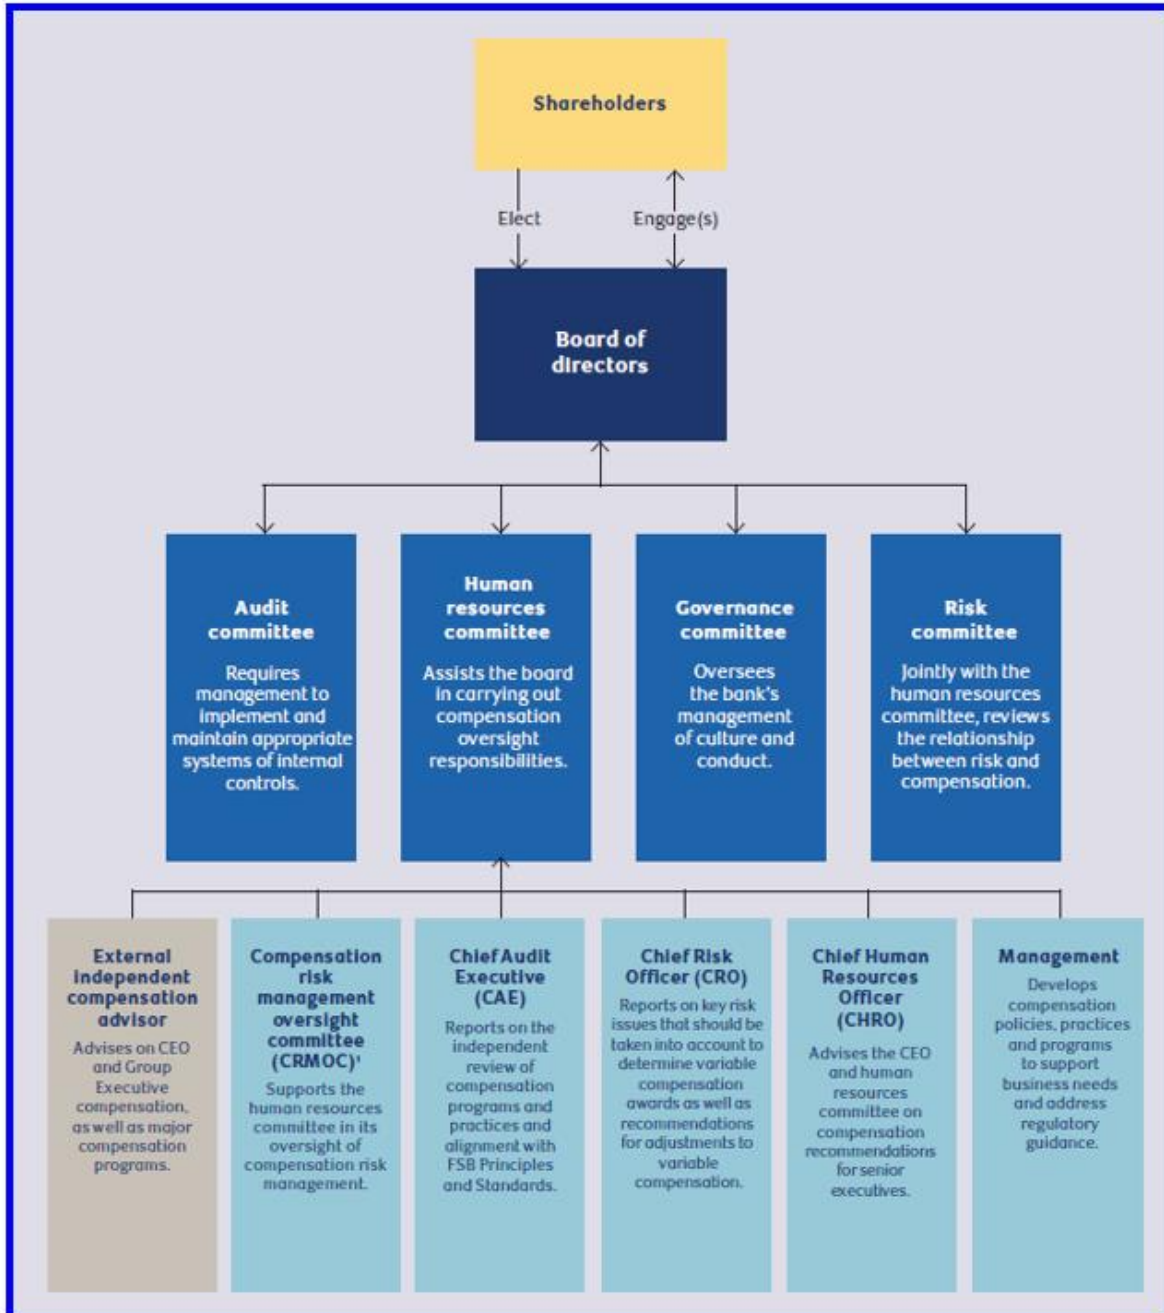 Shareholders
Elect
Engage(s)
Board of
directors
Audit
committee
Requires
management to
implement and
maintain appropriate
systems of internal
controls.
Human
resources
committee
Assists the board
in carrying out
compensation
oversight
responsibilities.
Governance
committee
Oversees
the bank's
management
of culture and
conduct.
Risk
committee
Jointly with the
human resources
committee, reviews
the relationship
between risk and
compensation.
External
independent
compensation
advisor
Advises on CEO
and Group
Executive
compensation,
as well as major
compensation
programs.
Compensation
risk
management
oversight
committee
(CRMOC)¹
Supports the
human resources
committee in its
oversight of
compensation risk
management.
Chief Audit
Executive
(CAE)
Reports on the
independent
review of
compensation
programs and
practices and
alignment with
FSB Principles
and Standards.
Chief Risk
Officer (CRO)
Reports on key risk
issues that should be
taken into account to
determine variable
compensation
awards as well as
recommendations
for adjustments to
variable
compensation.
Chief Human
Resources
Officer
(CHRO)
Advises the CEO
and human
resources
committee on
compensation
recommendations
for senior
executives.
Management
Develops
compensation
policies, practices
and programs
to support
business needs
and address
regulatory
guidance.